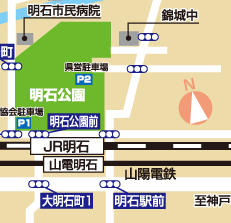 明石市民病院
錦城中
町
県営駐車場
P2
明石公園
N
協会駐車場
P1
明石公園前
JR明石
山電明石
山陽電鉄
大明石町1
明石駅前
至神戸